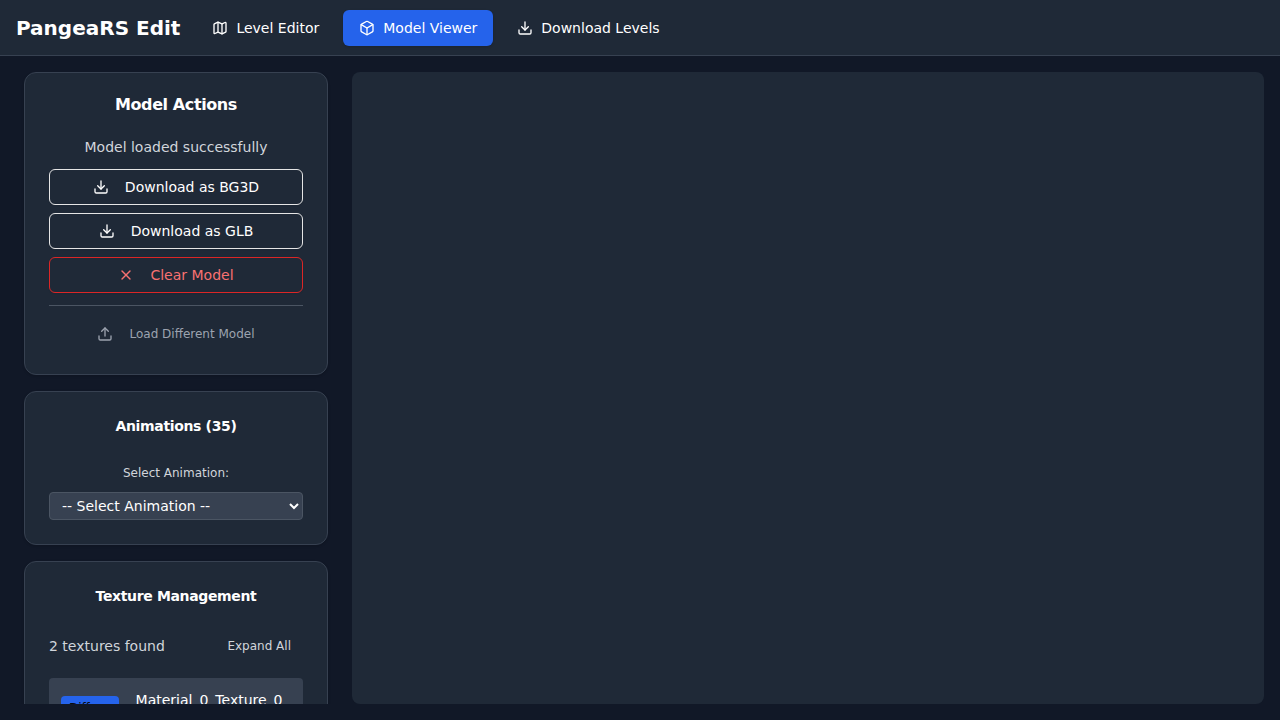 PangeaRS Edit
Level Editor
Model Viewer
Download Levels
Model Actions
Model loaded successfully
Download as BG3D
Download as GLB
Clear Model
Load Different Model
Animations (35)
Select Animation:
-- Select Animation --
Texture Management
2 textures found
Expand All
Material_0_Texture_0